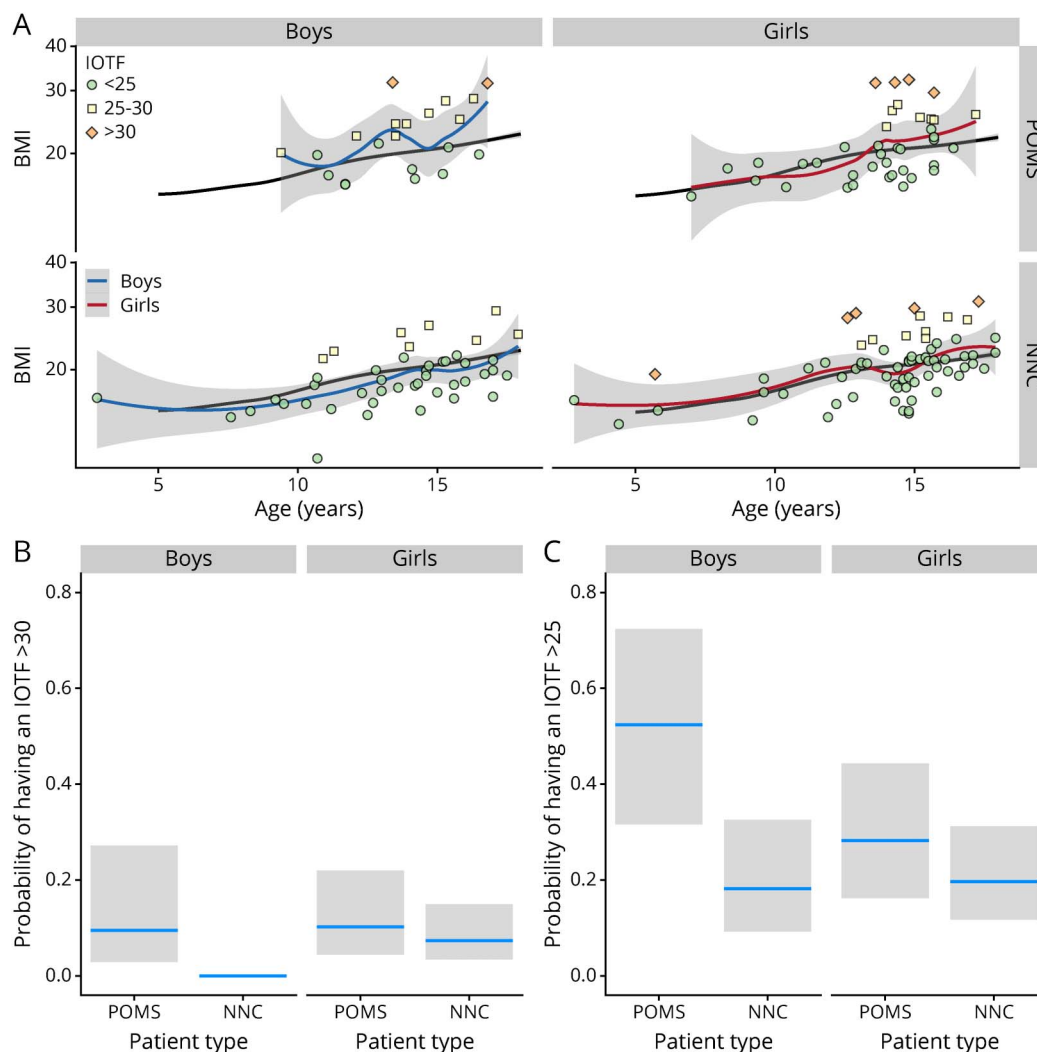 A
Boys
Girls
40
30
20
BMI
IOTF
<25
25-30
>30
POMS
40
30
20
BMI
Boys
Girls
NNC
5
10
15
5
10
15
Age (years)
Age (years)
B
Boys
Girls
0.8
0.6
0.4
0.2
0.0
Probability of having an IOTF >30
POMS
NNC
POMS
NNC
Patient type
Patient type
C
Boys
Girls
0.8
0.6
0.4
0.2
0.0
Probability of having an IOTF >25
POMS
NNC
POMS
NNC
Patient type
Patient type